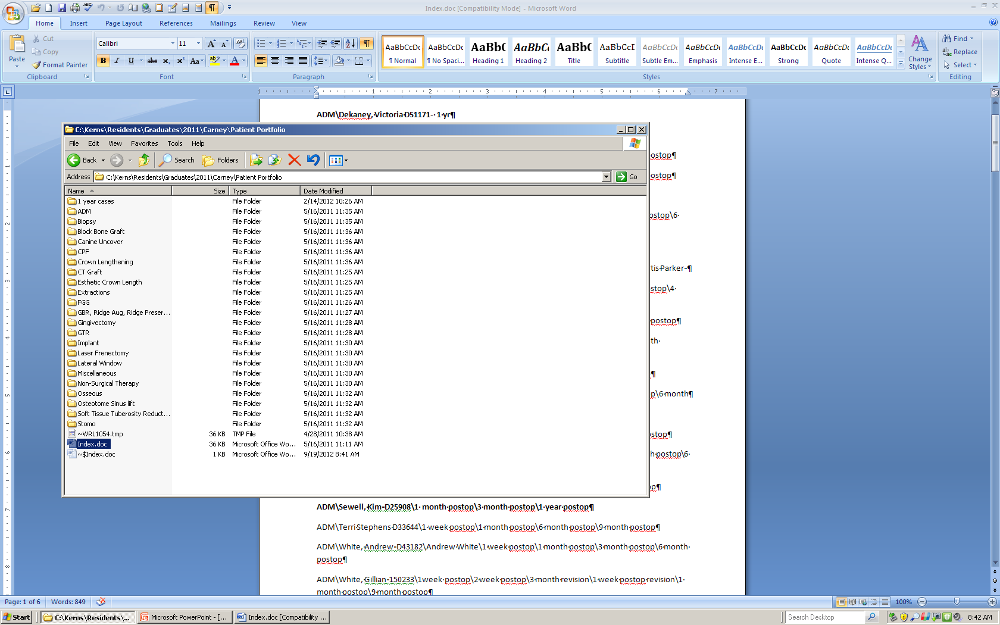 Index.doc [Compatibility Mode] - Microsoft Word
Home Insert Page Layout References Mailings Review View
Paste
Cut
Copy
Format Painter
Clipboard
Calibri 11
Font
Paragraph
AaBbCcDc AaBbCcDc AaBbC AaBbCc AaBbC AaBbCcI AaBbCcDc AaBbCcDc AaBbCcDc AaBbCcDc AaBbCcDc AaBbCcDc
¶ Normal ¶ No Spaci... Heading 1 Heading 2 Title Subtitle Subtle Em... Emphasis Intense E... Strong Quote Intense Q...
Change Styles
Styles
Find
Replace
Select
Editing
1 1 2 3 4 5 6 7
ADM\Dekaney,·Victoria·D51171-·1·yr¶
C:\Kerns\Residents\Graduates\2011\Carney\Patient Portfolio
File Edit View Favorites Tools Help
Back Search Folders
Address C:\Kerns\Residents\Graduates\2011\Carney\Patient Portfolio Go
Name Size Type Date Modified
1 year cases File Folder 2/14/2012 10:26 AM
ADM File Folder 5/16/2011 11:35 AM
Biopsy File Folder 5/16/2011 11:35 AM
Block Bone Graft File Folder 5/16/2011 11:36 AM
Canine Uncover File Folder 5/16/2011 11:36 AM
CPF File Folder 5/16/2011 11:36 AM
Crown Lengthening File Folder 5/16/2011 11:36 AM
CT Graft File Folder 5/16/2011 11:25 AM
Esthetic Crown Length File Folder 5/16/2011 11:25 AM
Extractions File Folder 5/16/2011 11:25 AM
FGG File Folder 5/16/2011 11:26 AM
GBR, Ridge Aug, Ridge Preser... File Folder 5/16/2011 11:27 AM
Gingivectomy File Folder 5/16/2011 11:28 AM
GTR File Folder 5/16/2011 11:28 AM
Implant File Folder 5/16/2011 11:30 AM
Laser Frenectomy File Folder 5/16/2011 11:30 AM
Lateral Window File Folder 5/16/2011 11:30 AM
Miscellaneous File Folder 5/16/2011 11:30 AM
Non-Surgical Therapy File Folder 5/16/2011 11:30 AM
Osseous File Folder 5/16/2011 11:32 AM
Osteotome Sinus lift File Folder 5/16/2011 11:32 AM
Soft Tissue Tuberosity Reduct... File Folder 5/16/2011 11:32 AM
Stomo File Folder 5/16/2011 11:32 AM
~WRL1054.tmp 36 KB TMP File 4/28/2011 10:38 AM
Index.doc 36 KB Microsoft Office Wo... 5/16/2011 11:11 AM
~$Index.doc 1 KB Microsoft Office Wo... 9/19/2012 8:41 AM
ostop¶
ostop¶
ostop\6·
tis·Parker-¶
stop\4·
postop¶
th·
¶
p\6·month¶
ostop¶
h·postop\6·
op¶
ADM\Sewell,·Kim-D25908\1·month·postop\3·month·postop\1·year·postop¶
ADM\Terri·Stephens·D33644\1·week·postop\1·month·postop\6·month·postop\9·month·postop¶
ADM\White,·Andrew-D43182\Andrew·White\1·week·postop\1·month·postop\3·month·postop\6·month·
postop¶
ADM\White,·Gillian-150233\1week·postop\2·week·postop\3·month·revision\1·week·postop·revision\1·
month·postop\9·month·postop¶
Page: 1 of 6 Words: 849 100%
Start C:\Kerns\Residents\... Microsoft PowerPoint - [... Index.doc [Compatibility ... Search Desktop 8:42 AM